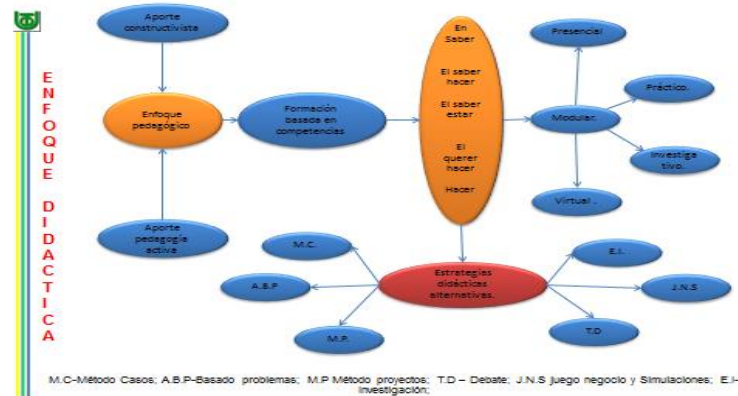 ENFOQUE DIDACTICA
Aporte
constructivista
Enfoque
pedagógico
Aporte
pedagogía
activa
Formación
basada en
competencias
En
Saber
El saber
hacer
El saber
estar
El
querer
hacer
Hacer
Presencial
Práctico.
Modular.
Investiga
tivo.
Virtual .
Estrategias
didácticas
alternativas.
M.C.
A.B.P
M.P.
E.I.
J.N.S
T.D
M.C-Método Casos; A.B.P-Basado problemas; M.P Método proyectos; T.D – Debate; J.N.S juego negocio y Simulaciones; E.I-
Investigación;